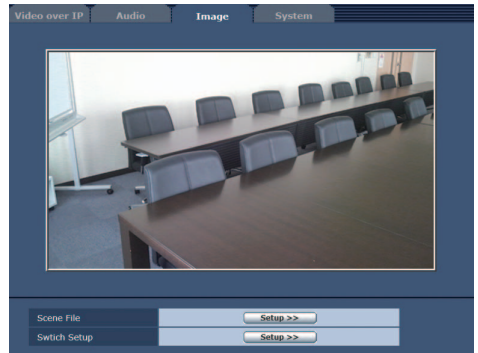 Video over IP Audio Image System
Scene File Setup >>
Swtich Setup Setup >>